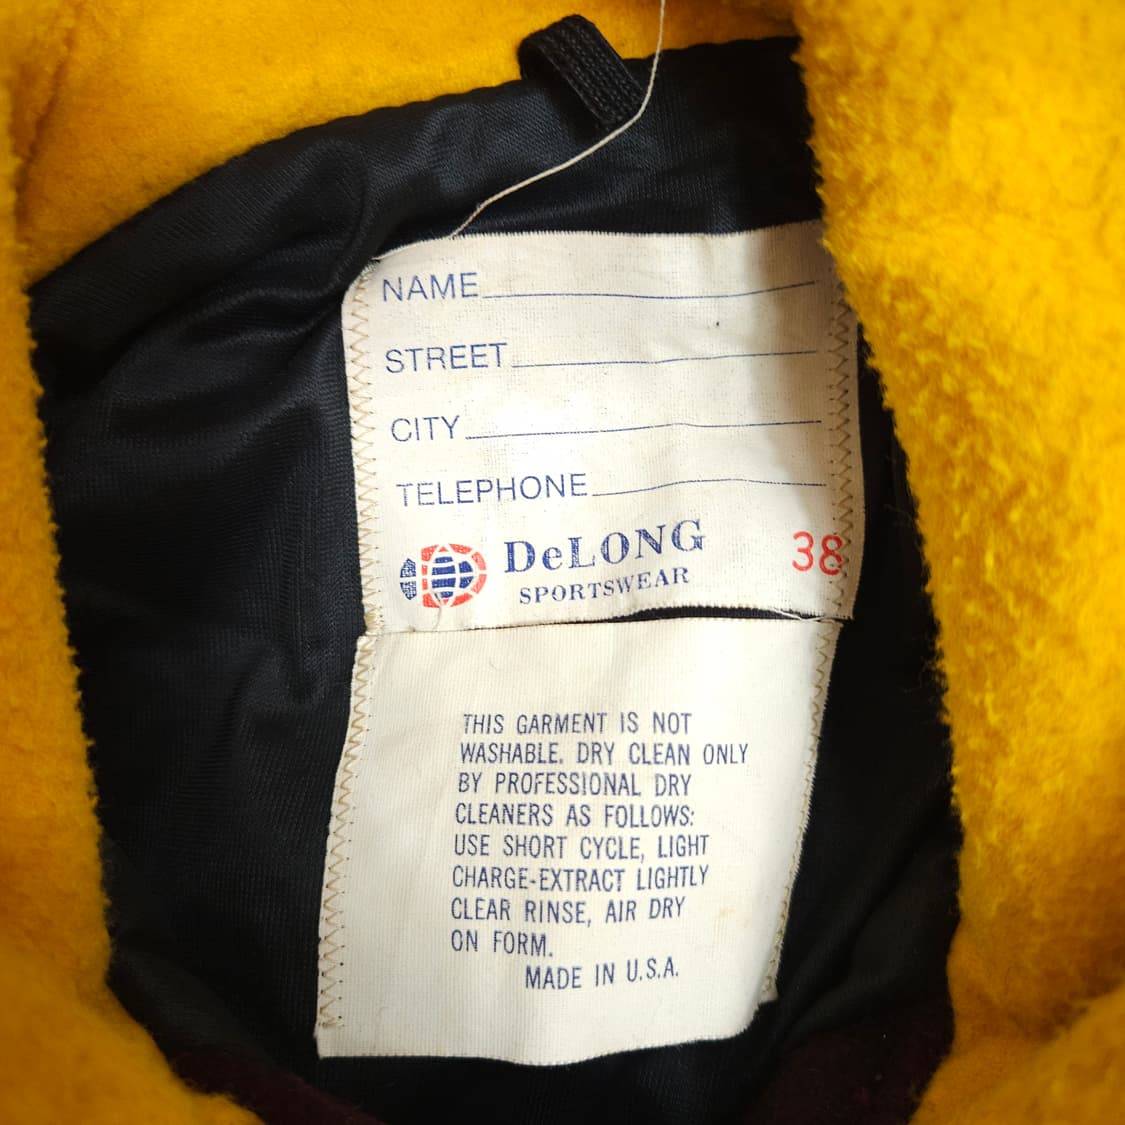 NAME
STREET
CITY
TELEPHONE
DeLONG
SPORTSWEAR
38
THIS GARMENT IS NOT
WASHABLE. DRY CLEAN ONLY
BY PROFESSIONAL DRY
CLEANERS AS FOLLOWS:
USE SHORT CYCLE, LIGHT
CHARGE-EXTRACT LIGHTLY
CLEAR RINSE, AIR DRY
ON FORM.
MADE IN U.S.A.